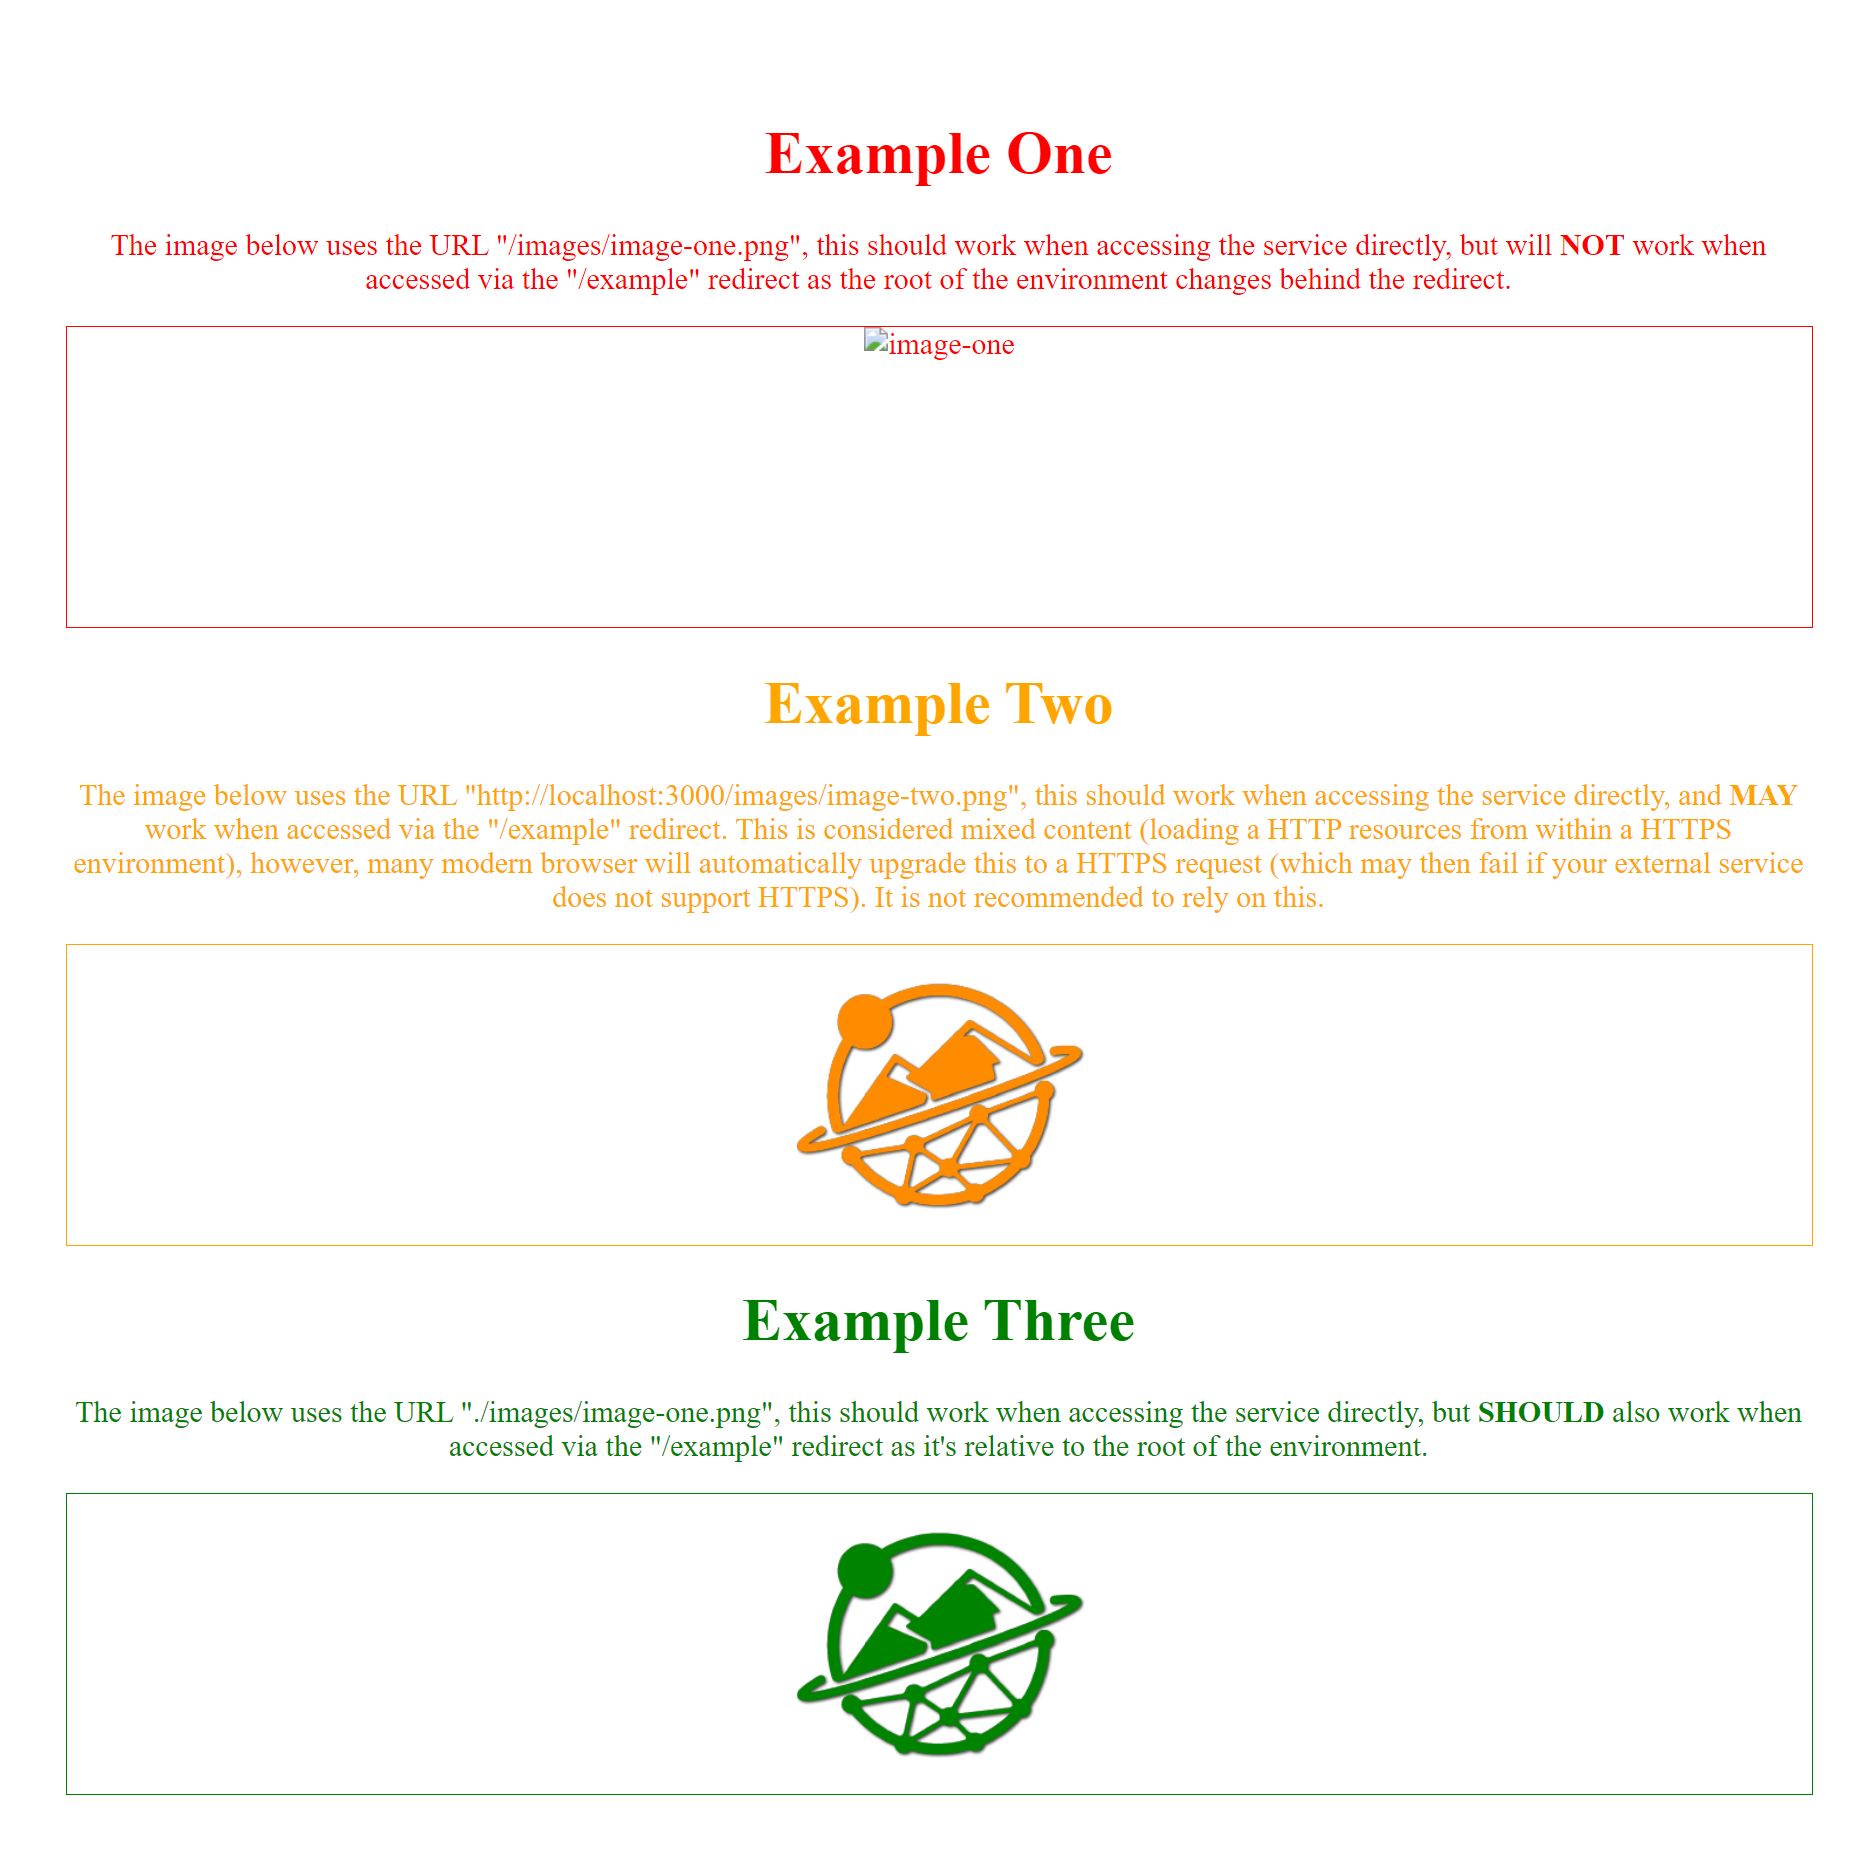 Example One
The image below uses the URL "/images/image-one.png", this should work when accessing the service directly, but will NOT work when
accessed via the "/example" redirect as the root of the environment changes behind the redirect.
image-one
Example Two
The image below uses the URL "http://localhost:3000/images/image-two.png", this should work when accessing the service directly, and MAY
work when accessed via the "/example" redirect. This is considered mixed content (loading a HTTP resources from within a HTTPS
environment), however, many modern browser will automatically upgrade this to a HTTPS request (which may then fail if your external service
does not support HTTPS). It is not recommended to rely on this.
Example Three
The image below uses the URL "./images/image-one.png", this should work when accessing the service directly, but SHOULD also work when
accessed via the "/example" redirect as it's relative to the root of the environment.